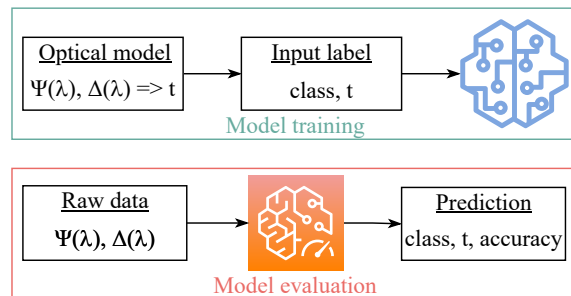 Optical model
Ψ(λ), Δ(λ) => t
Input label
class, t
Model training
Raw data
Ψ(λ), Δ(λ)
Prediction
class, t, accuracy
Model evaluation